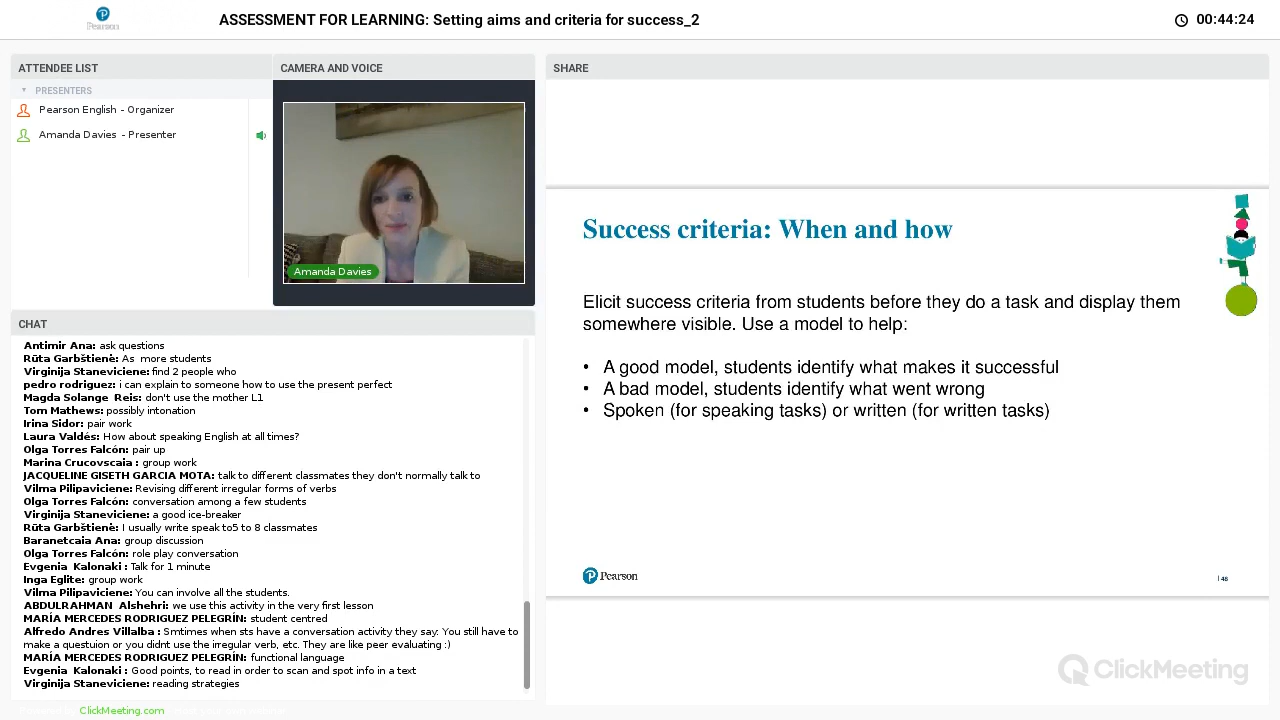 Pearson
ASSESSMENT FOR LEARNING: Setting aims and criteria for success_2
00:44:24
ATTENDEE LIST
PRESENTERS
Pearson English - Organizer
Amanda Davies - Presenter
CAMERA AND VOICE
Amanda Davies
CHAT
Antimir Ana: ask questions
Rūta Garbštienė: As more students
Virginija Staneviciene: find 2 people who
pedro rodriguez: i can explain to someone how to use the present perfect
Magda Solange Reis: don't use the mother L1
Tom Mathews: possibly intonation
Irina Sidor: pair work
Laura Valdés: How about speaking English at all times?
Olga Torres Falcón: pair up
Marina Crucovscaia : group work
JACQUELINE GISETH GARCIA MOTA: talk to different classmates they don't normally talk to
Vilma Pilipaviciene: Revising different irregular forms of verbs
Olga Torres Falcón: conversation among a few students
Virginija Staneviciene: a good ice-breaker
Rūta Garbštienė: I usually write speak to5 to 8 classmates
Baranetcaia Ana: group discussion
Olga Torres Falcón: role play conversation
Evgenia Kalonaki : Talk for 1 minute
Inga Eglite: group work
Vilma Pilipaviciene: You can involve all the students.
ABDULRAHMAN Alshehri: we use this activity in the very first lesson
MARÍA MERCEDES RODRIGUEZ PELEGRÍN: student centred
Alfredo Andres Villalba : Smtimes when sts have a conversation activity they say: You still have to
make a questuion or you didnt use the irregular verb, etc. They are like peer evaluating :)
MARÍA MERCEDES RODRIGUEZ PELEGRÍN: functional language
Evgenia Kalonaki : Good points, to read in order to scan and spot info in a text
Virginija Staneviciene: reading strategies
ClickMeeting.com
SHARE
Success criteria: When and how
Elicit success criteria from students before they do a task and display them
somewhere visible. Use a model to help:
• A good model, students identify what makes it successful
• A bad model, students identify what went wrong
• Spoken (for speaking tasks) or written (for written tasks)
Pearson
| 46
ClickMeeting